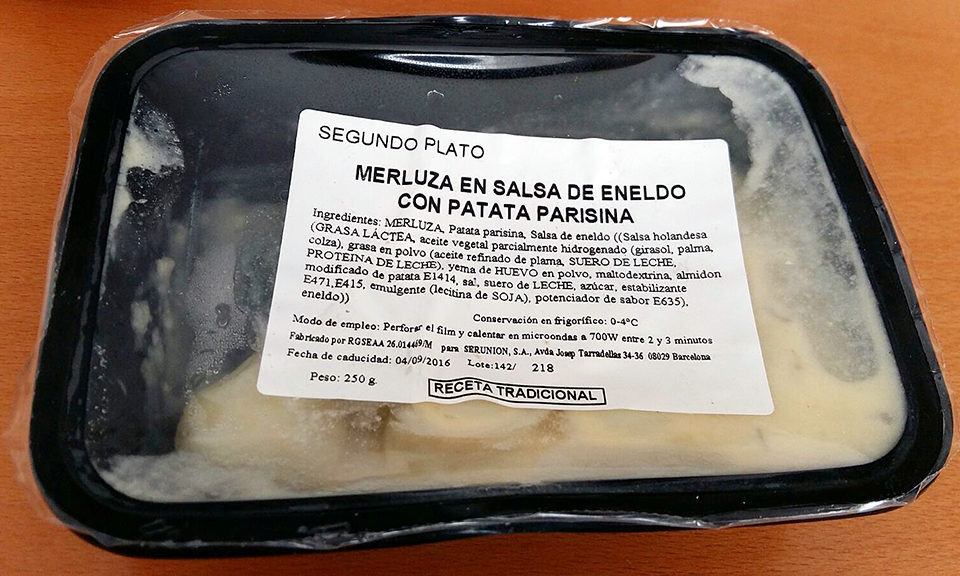 SEGUNDO PLATO
MERLUZA EN SALSA DE ENELDO
CON PATATA PARISINA
Ingredientes: MERLUZA, Patata parisina, Salsa de eneldo ((Salsa holandesa
(GRASA LÁCTEA, aceite vegetal parcialmente hidrogenado (girasol, palma,
colza), grasa en polvo (aceite refinado de plama, SUERO DE LECHE,
PROTEINA DE LECHE), yema de HUEVO en polvo, maltodextrina, almidon
modificado de patata E1414, sal, suero de LECHE, azúcar, estabilizante
E471,E415, emulgente (lecitina de SOJA), potenciador de sabor E635),
eneldo))
Conservación en frigorífico: 0-4ºC
Modo de empleo: Perforar el film y calentar en microondas a 700W entre 2 y 3 minutos
Fabricado por RGSEAA 26.014449/M para SERUNION, S.A., Avda Josep Tarradellas 34-36 08029 Barcelona
Fecha de caducidad: 04/09/2016 Lote:142/ 218
Peso: 250 g.
RECETA TRADICIONAL